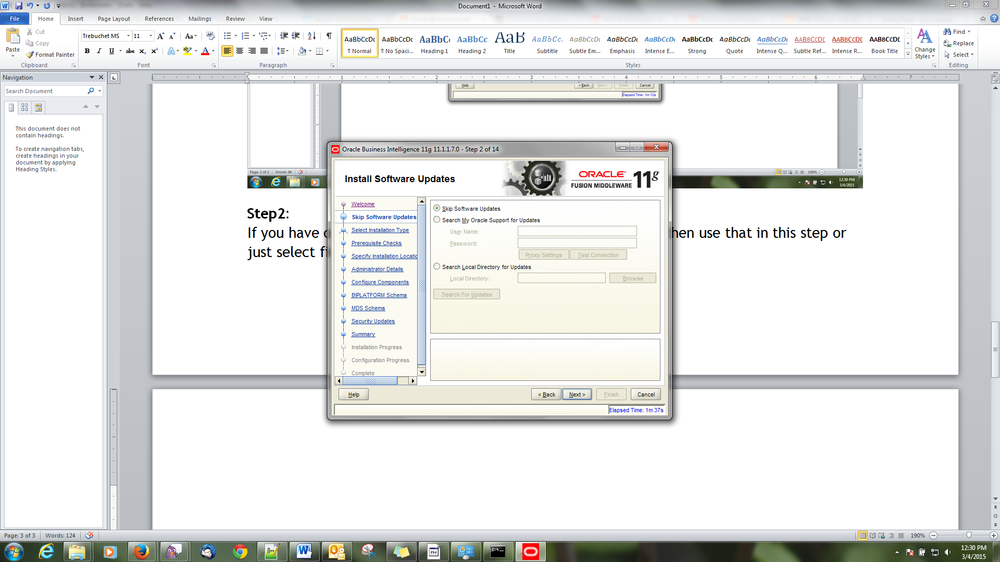 Document1 - Microsoft Word
File Home Insert Page Layout References Mailings Review View
Paste
Cut
Copy
Format Painter
Clipboard
Trebuchet MS 11
Font
Paragraph
AaBbCcDc AaBbCcDc AaBbC AaBbCc AaB AaBbCc. AaBbCcDc AaBbCcDc AaBbCcDc AaBbCcDc AaBbCcDc AaBbCcDc AABBCCDE AABBCCDE AABBCCDE
¶ Normal ¶ No Spaci... Heading 1 Heading 2 Title Subtitle Subtle Em... Emphasis Intense E... Strong Quote Intense Q... Subtle Ref... Intense R... Book Title
Styles
Change
Styles
Find
Replace
Select
Editing
Navigation
Search Document
This document does not
contain headings.
To create navigation tabs,
create headings in your
document by applying
Heading Styles.
1 1 2 3 4 5 6 7
Help < Back Next > Finish Cancel
Elapsed Time: 1m 12s
Page: 2 of 2 Words: 96
190%
12:30 PM
3/4/2015
Step2:
If you have
hen use that in this step or
just select fi
Oracle Business Intelligence 11g 11.1.1.7.0 - Step 2 of 14
Install Software Updates
ORACLE
FUSION MIDDLEWARE 11g
Welcome
Skip Software Updates
Select Installation Type
Prerequisite Checks
Specify Installation Locatio
Administrator Details
Configure Components
BIPLATFORM Schema
MDS Schema
Security Updates
Summary
Installation Progress
Configuration Progress
Complete
Skip Software Updates
Search My Oracle Support for Updates
User Name:
Password:
Proxy Settings Test Connection
Search Local Directory for Updates
Local Directory: Browse
Search For Updates
Help < Back Next > Finish Cancel
Elapsed Time: 1m 37s
Page: 3 of 3 Words: 124
190%
12:30 PM
3/4/2015